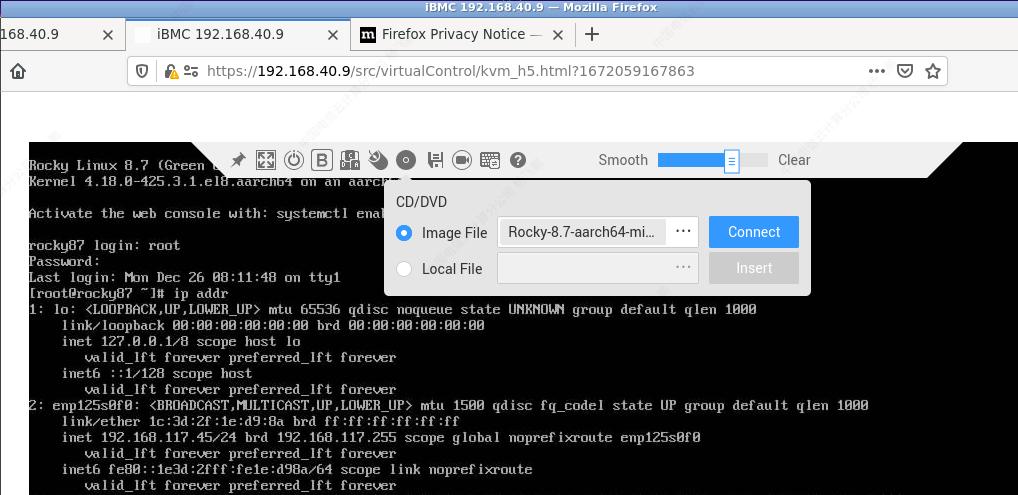 iBMC 192.168.40.9 — Mozilla Firefox
168.40.9
iBMC 192.168.40.9
Firefox Privacy Notice —
https://192.168.40.9/src/virtualControl/kvm_h5.html?1672059167863
Smooth
Clear
CD/DVD
Image File
Rocky-8.7-aarch64-mi...
Connect
Local File
Insert
Rocky Linux 8.7 (Green
Kernel 4.18.0-425.3.1.el8.aarch64 on an aarch
Activate the web console with: systemctl ena
rocky87 login: root
Password:
Last login: Mon Dec 26 08:11:48 on tty1
[root@rocky87 ~]# ip addr
1: lo: <LOOPBACK,UP,LOWER_UP> mtu 65536 qdisc noqueue state UNKNOWN group default qlen 1000
link/loopback 00:00:00:00:00:00 brd 00:00:00:00:00:00
inet 127.0.0.1/8 scope host lo
valid_lft forever preferred_lft forever
inet6 ::1/128 scope host
valid_lft forever preferred_lft forever
2: enp125s0f0: <BROADCAST,MULTICAST,UP,LOWER_UP> mtu 1500 qdisc fq_codel state UP group default qlen 1000
link/ether 1c:3d:2f:1e:d9:8a brd ff:ff:ff:ff:ff:ff
inet 192.168.117.45/24 brd 192.168.117.255 scope global noprefixroute enp125s0f0
valid_lft forever preferred_lft forever
inet6 fe80::1e3d:2fff:fe1e:d98a/64 scope link noprefixroute
valid_lft forever preferred_lft forever